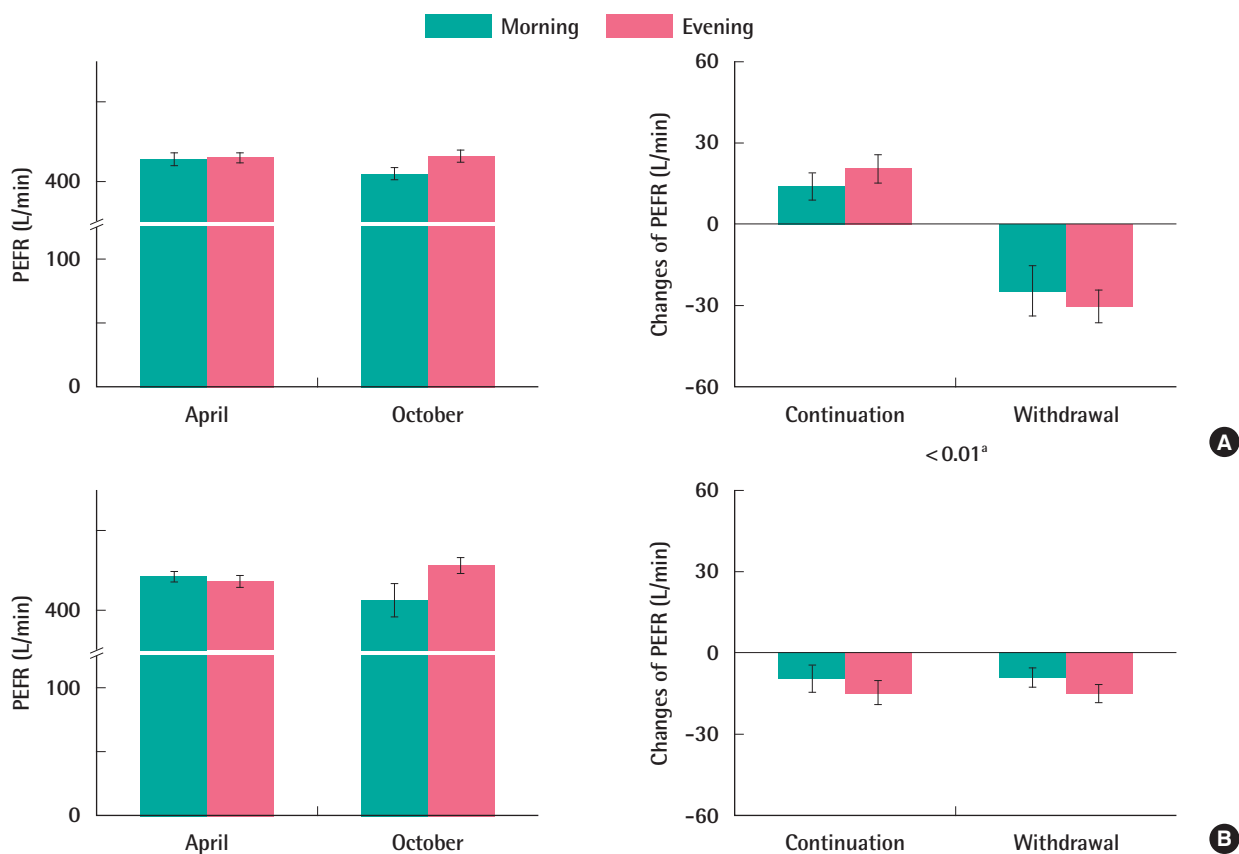 Morning Evening
PEFR (L/min)
400
100
0
April October
Changes of PEFR (L/min)
60
30
0
-30
-60
Continuation Withdrawal
<0.01ᵃ
A
PEFR (L/min)
400
100
0
April October
Changes of PEFR (L/min)
60
30
0
-30
-60
Continuation Withdrawal
B